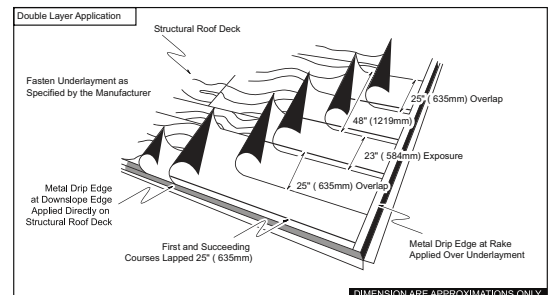 Double Layer Application
Structural Roof Deck
Fasten Underlayment as
Specified by the Manufacturer
25" ( 635mm) Overlap
48" (1219mm)
23" ( 584mm) Exposure
25" ( 635mm) Overlap
Metal Drip Edge
at Downslope Edge
Applied Directly on
Structural Roof Deck
First and Succeeding
Courses Lapped 25" ( 635mm)
Metal Drip Edge at Rake
Applied Over Underlayment
DIMENSION ARE APPROXIMATIONS ONLY